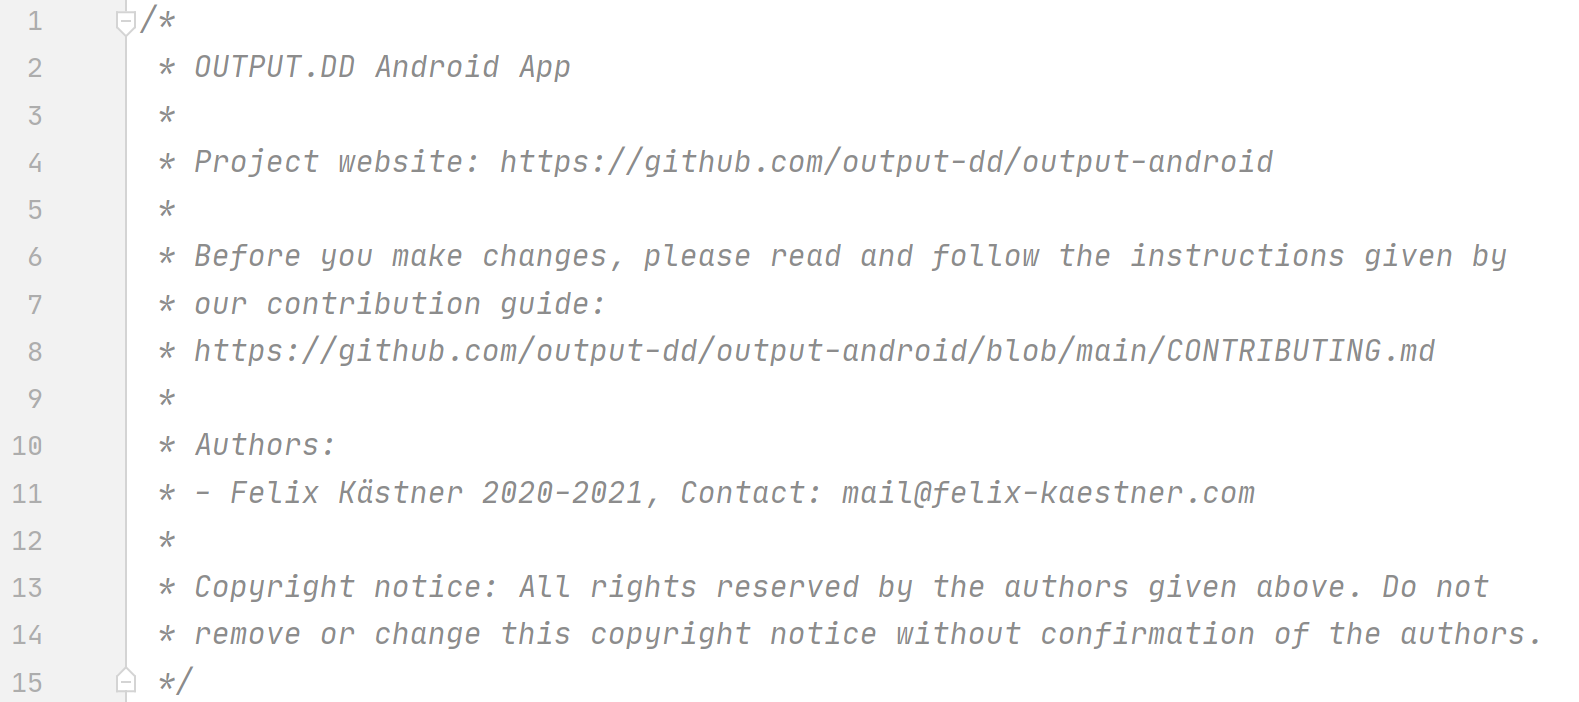 1 /*
2 * OUTPUT.DD Android App
3 *
4 * Project website: https://github.com/output-dd/output-android
5 *
6 * Before you make changes, please read and follow the instructions given by
7 * our contribution guide:
8 * https://github.com/output-dd/output-android/blob/main/CONTRIBUTING.md
9 *
10 * Authors:
11 * - Felix Kästner 2020-2021, Contact: mail@felix-kaestner.com
12 *
13 * Copyright notice: All rights reserved by the authors given above. Do not
14 * remove or change this copyright notice without confirmation of the authors.
15 */